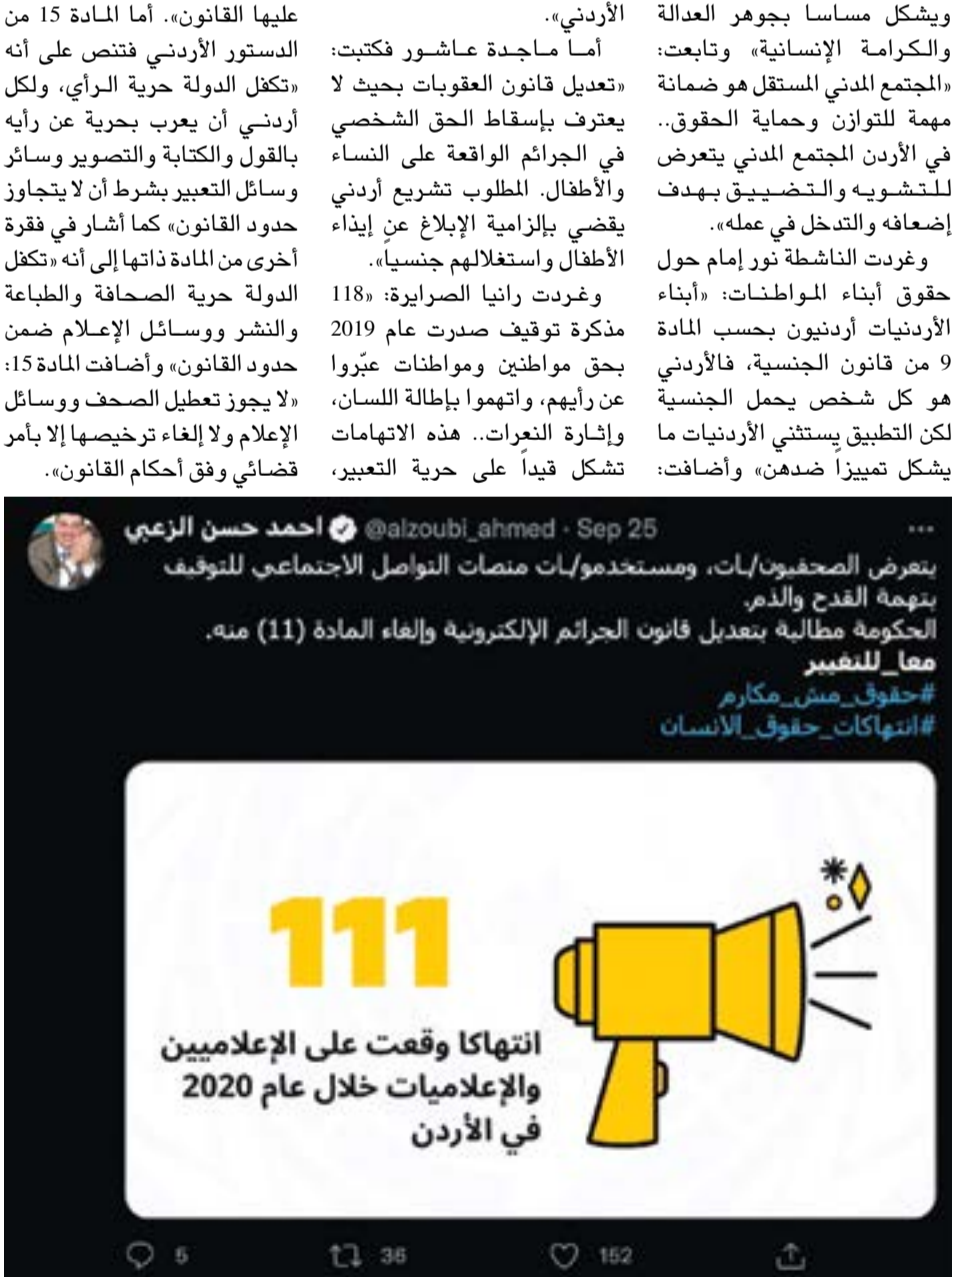 ويشكل مساسا بجوهر العدالة
والكرامة الإنسانية» وتابعت:
«المجتمع المدني المستقل هو ضمانة
مهمة للتوازن وحماية الحقوق..
في الأردن المجتمع المدني يتعرض
للتشويه والتضييق بهدف
إضعافه والتدخل في عمله».
وغردت الناشطة نور إمام حول
حقوق أبناء المواطنات: «أبناء
الأردنيات أردنيون بحسب المادة
9 من قانون الجنسية، فالأردني
هو كل شخص يحمل الجنسية
لكن التطبيق يستثني الأردنيات ما
يشكل تمييزاً ضدهن» وأضافت:
الأردني».
أما ماجدة عاشور فكتبت:
«تعديل قانون العقوبات بحيث لا
يعترف بإسقاط الحق الشخصي
في الجرائم الواقعة على النساء
والأطفال. المطلوب تشريع أردني
يقضي بإلزامية الإبلاغ عن إيذاء
الأطفال واستغلالهم جنسياً».
وغردت رانيا الصرايرة: «118
مذكرة توقيف صدرت عام 2019
بحق مواطنين ومواطنات عبّروا
عن رأيهم، واتهموا بإطالة اللسان،
وإثارة النعرات.. هذه الاتهامات
تشكل قيداً على حرية التعبير،
عليها القانون». أما المادة 15 من
الدستور الأردني فتنص على أنه
«تكفل الدولة حرية الرأي، ولكل
أردني أن يعرب بحرية عن رأيه
بالقول والكتابة والتصوير وسائر
وسائل التعبير بشرط أن لا يتجاوز
حدود القانون» كما أشار في فقرة
أخرى من المادة ذاتها إلى أنه «تكفل
الدولة حرية الصحافة والطباعة
والنشر ووسائل الإعلام ضمن
حدود القانون» وأضافت المادة 15:
«لا يجوز تعطيل الصحف ووسائل
الإعلام ولا إلغاء ترخيصها إلا بأمر
قضائي وفق أحكام القانون».
احمد حسن الزعبي @alzoubi_ahmed · Sep 25
يتعرض الصحفيون/ـات، ومستخدمو/ـات منصات التواصل الاجتماعي للتوقيف
بتهمة القدح والذم.
الحكومة مطالبة بتعديل قانون الجرائم الإلكترونية وإلغاء المادة (11) منه.
معا_للتغيير
#حقوق_مش_مكارم
#انتهاكات_حقوق_الانسان
111
انتهاكا وقعت على الإعلاميين
والإعلاميات خلال عام 2020
في الأردن
5 36 152